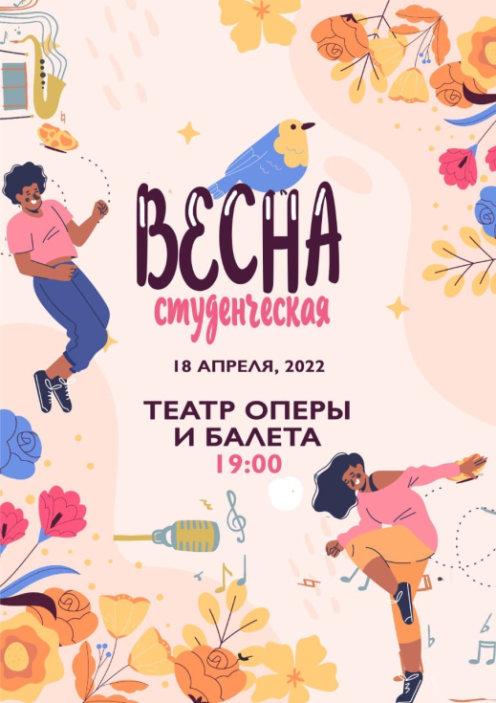 ВЕСНА
студенческая
18 АПРЕЛЯ, 2022
ТЕАТР ОПЕРЫ
И БАЛЕТА
19:00